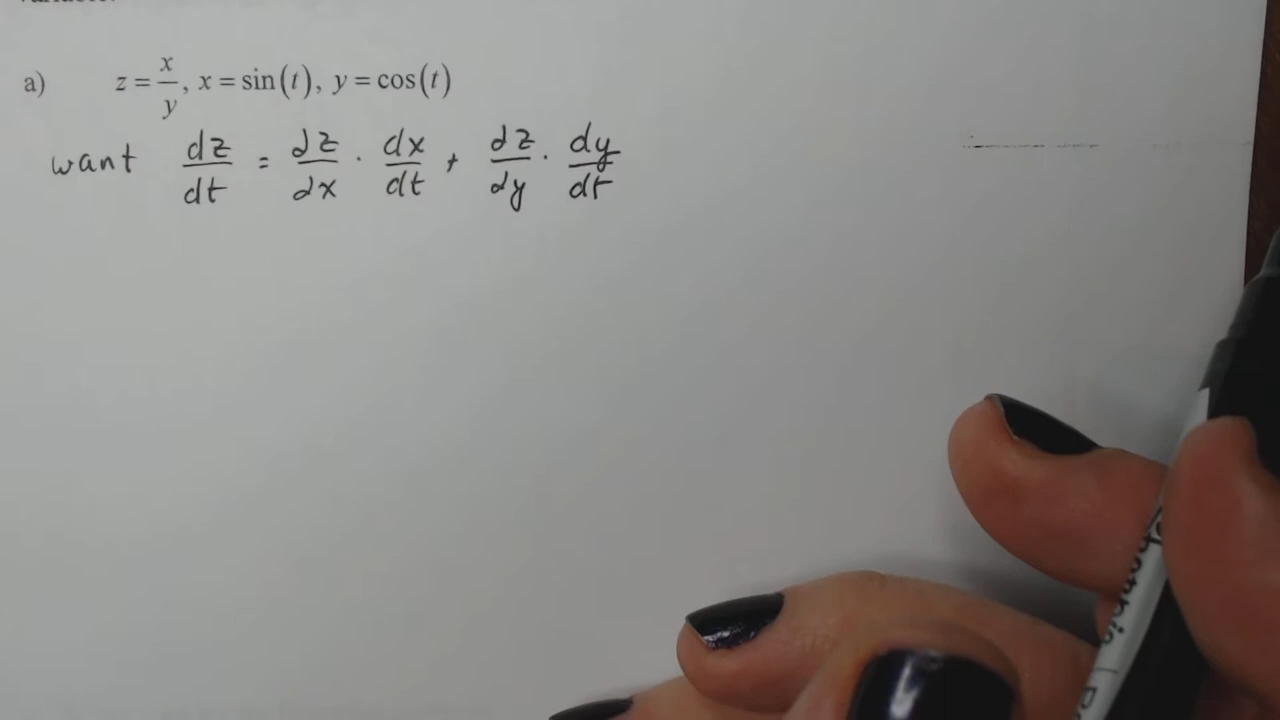 a) z = x/y, x = sin(t), y = cos(t)
want dz/dt = ∂z/∂x · dx/dt + ∂z/∂y · dy/dt